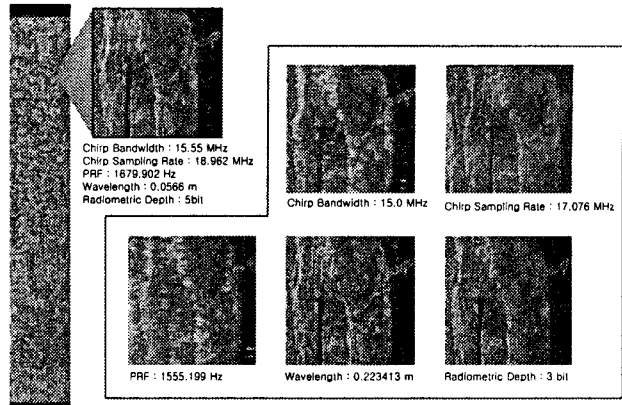 Chirp Bandwidth : 15.55 MHz
Chirp Sampling Rate : 18.962 MHz
PRF : 1679.902 Hz
Wavelength : 0.0566 m
Radiometric Depth : 5bit
Chirp Bandwidth : 15.0 MHz
Chirp Sampling Rate : 17.076 MHz
PRF : 1555.199 Hz
Wavelength : 0.223413 m
Radiometric Depth : 3 bit